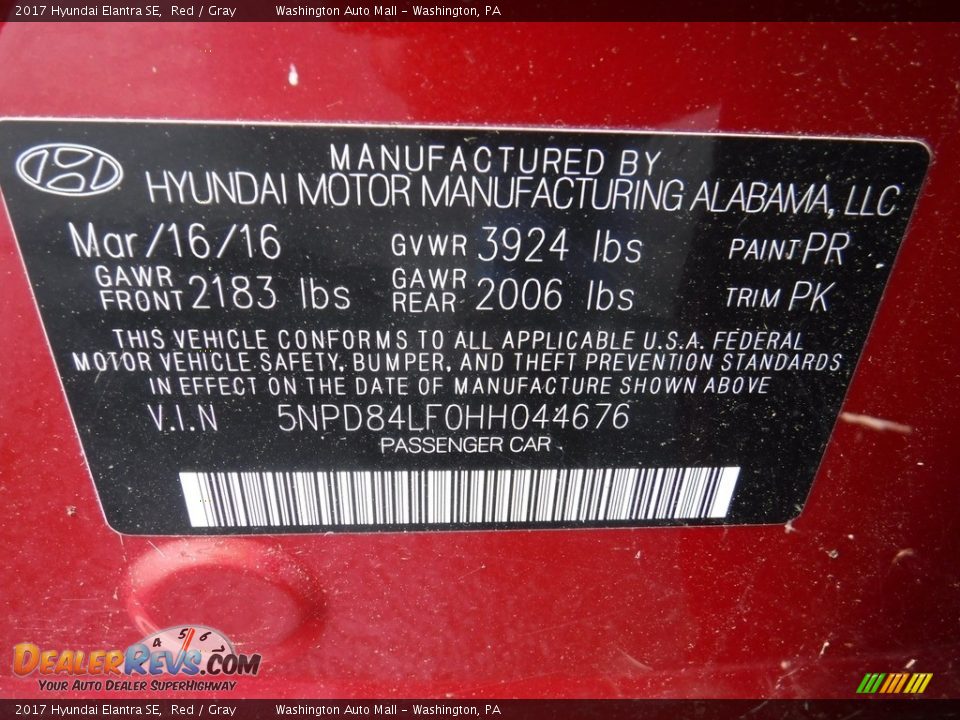 2017 Hyundai Elantra SE, Red / Gray Washington Auto Mall - Washington, PA
MANUFACTURED BY
HYUNDAI MOTOR MANUFACTURING ALABAMA, LLC
Mar/16/16 GVWR 3924 lbs PAINT PR
GAWR FRONT 2183 lbs GAWR REAR 2006 lbs TRIM PK
THIS VEHICLE CONFORMS TO ALL APPLICABLE U.S.A. FEDERAL
MOTOR VEHICLE SAFETY, BUMPER, AND THEFT PREVENTION STANDARDS
IN EFFECT ON THE DATE OF MANUFACTURE SHOWN ABOVE
V.I.N 5NPD84LF0HH044676
PASSENGER CAR
4 5 6
DealerRevs.com
Your Auto Dealer SuperHighway
2017 Hyundai Elantra SE, Red / Gray Washington Auto Mall - Washington, PA